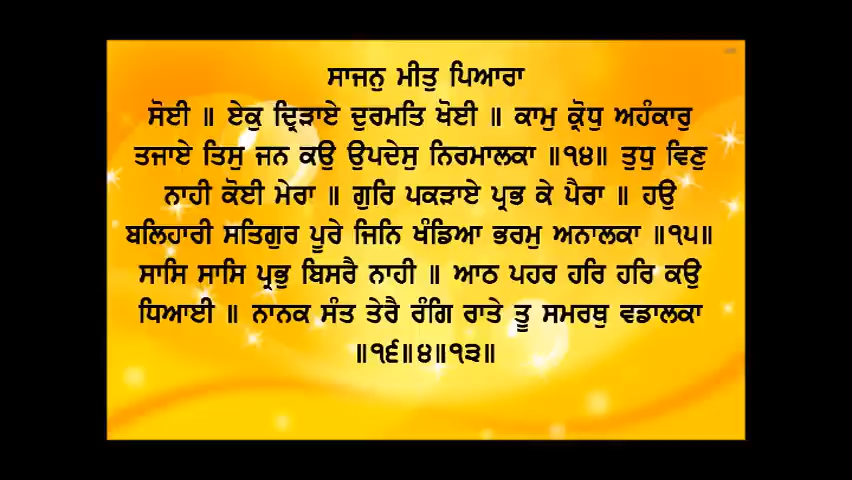 ਸਾਜਨੁ ਮੀਤੁ ਪਿਆਰਾ
ਸੋਈ ॥ ਏਕੁ ਦ੍ਰਿੜਾਏ ਦੁਰਮਤਿ ਖੋਈ ॥ ਕਾਮੁ ਕ੍ਰੋਧੁ ਅਹੰਕਾਰੁ
ਤਜਾਏ ਤਿਸੁ ਜਨ ਕਉ ਉਪਦੇਸੁ ਨਿਰਮਾਲਕਾ ॥੧੪॥ ਤੁਧੁ ਵਿਣੁ
ਨਾਹੀ ਕੋਈ ਮੇਰਾ ॥ ਗੁਰਿ ਪਕੜਾਏ ਪ੍ਰਭ ਕੇ ਪੈਰਾ ॥ ਹਉ
ਬਲਿਹਾਰੀ ਸਤਿਗੁਰ ਪੂਰੇ ਜਿਨਿ ਖੰਡਿਆ ਭਰਮੁ ਅਨਾਲਕਾ ॥੧੫॥
ਸਾਸਿ ਸਾਸਿ ਪ੍ਰਭੁ ਬਿਸਰੈ ਨਾਹੀ ॥ ਆਠ ਪਹਰ ਹਰਿ ਹਰਿ ਕਉ
ਧਿਆਈ ॥ ਨਾਨਕ ਸੰਤ ਤੇਰੈ ਰੰਗਿ ਰਾਤੇ ਤੂ ਸਮਰਥੁ ਵਡਾਲਕਾ
॥੧੬॥੪॥੧੩॥